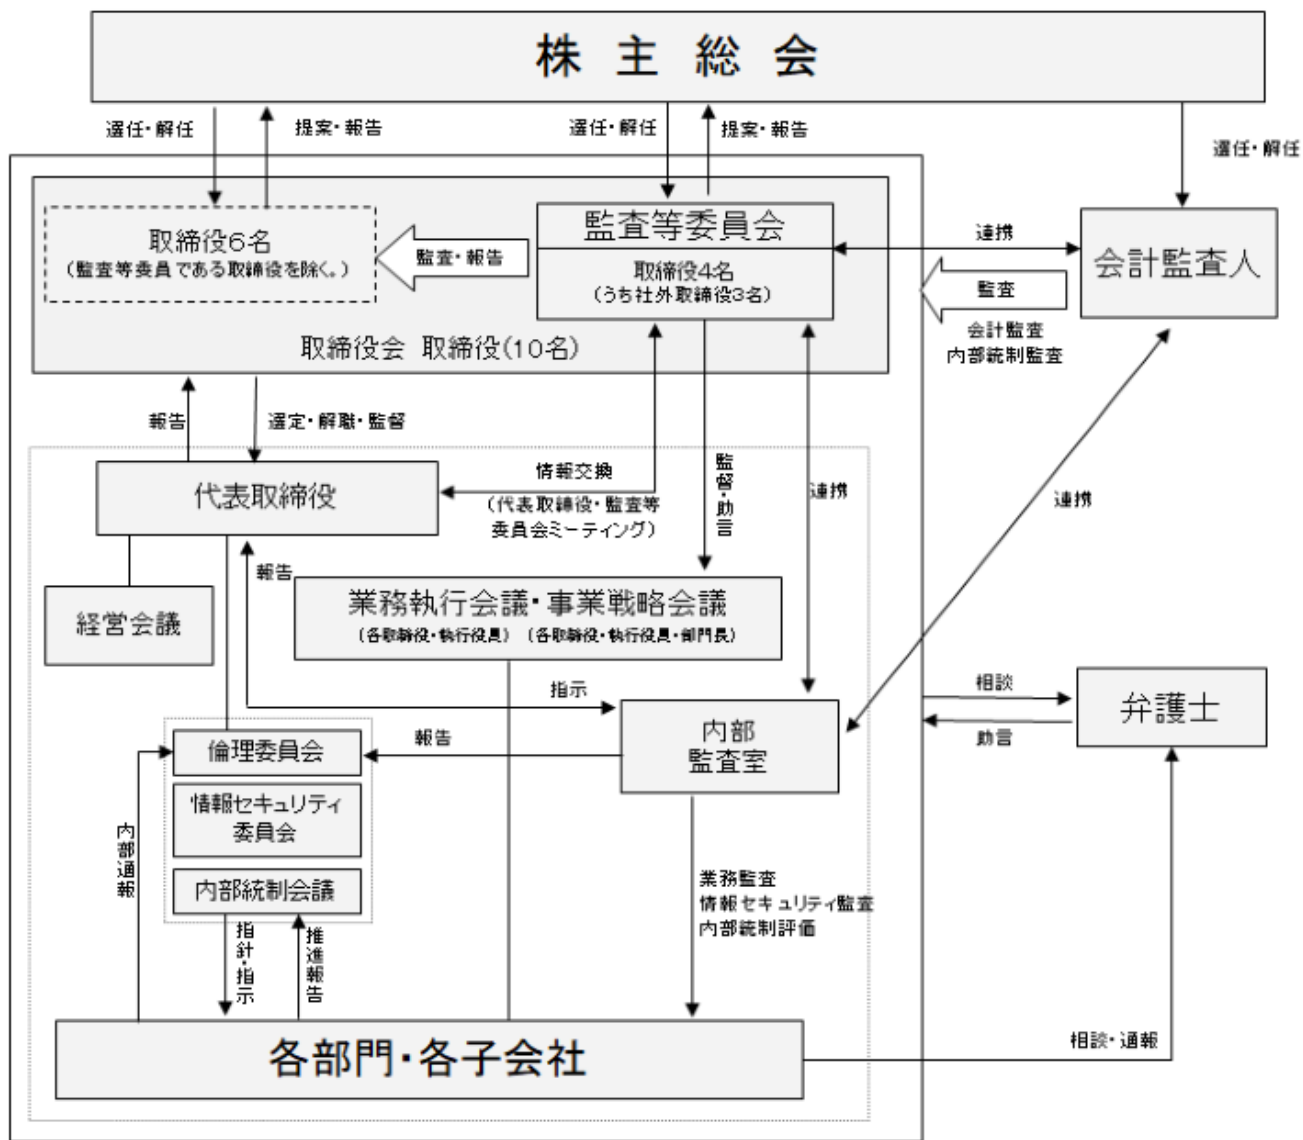 株主総会
選任・解任
提案・報告
選任・解任
提案・報告
選任・解任
取締役6名
(監査等委員である取締役を除く。)
監査・報告
監査等委員会
取締役4名
(うち社外取締役3名)
取締役会 取締役(10名)
連携
会計監査人
監査
会計監査
内部統制監査
報告
選定・解職・監督
代表取締役
情報交換
(代表取締役・監査等
委員会ミーティング)
監督・助言
連携
連携
経営会議
報告
業務執行会議・事業戦略会議
(各取締役・執行役員) (各取締役・執行役員・部門長)
指示
内部
監査室
報告
相談
助言
弁護士
倫理委員会
情報セキュリティ
委員会
内部統制会議
内部通報
指針・指示
推進報告
業務監査
情報セキュリティ監査
内部統制評価
各部門・各子会社
相談・通報